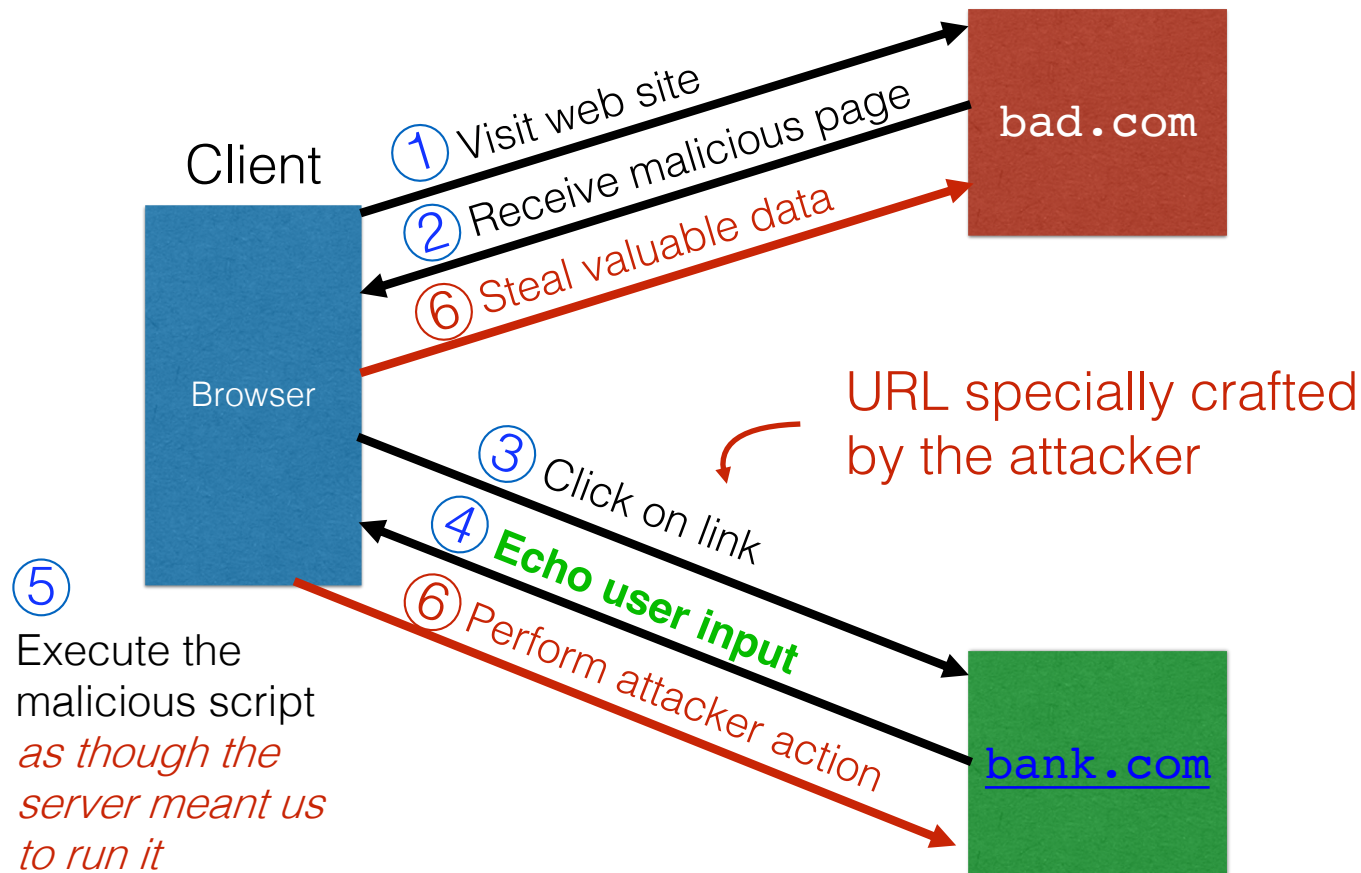 bad.com
① Visit web site
Client
② Receive malicious page
⑥ Steal valuable data
Browser
URL specially crafted
by the attacker
③ Click on link
④ Echo user input
⑥ Perform attacker action
⑤
Execute the
malicious script
as though the
server meant us
to run it
bank.com